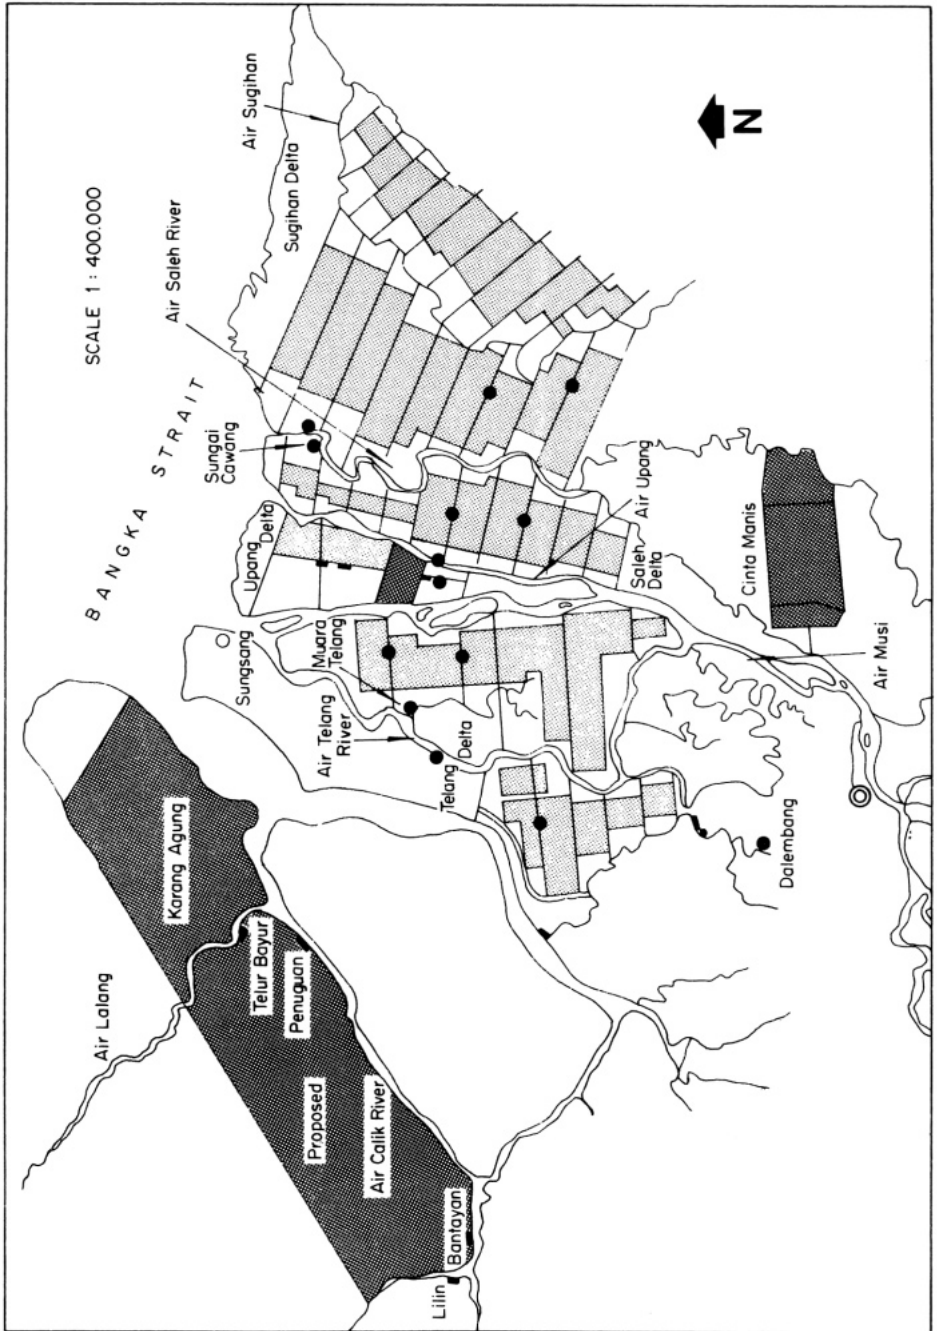 SCALE 1 : 400.000
BANGKA STRAIT
Air Sugihan
Sugihan Delta
Air Saleh River
Sungai
Cawang
Upang
Delta
Sungsang
Muara
Telang
Air Telang
River
Telang Delta
Karang Agung
Air Lalang
Telur Bayur
Penuguan
Proposed
Air Calik River
Bantayan
Lilin
Air Upang
Saleh
Delta
Cinta Manis
Air Musi
Dalembang
N